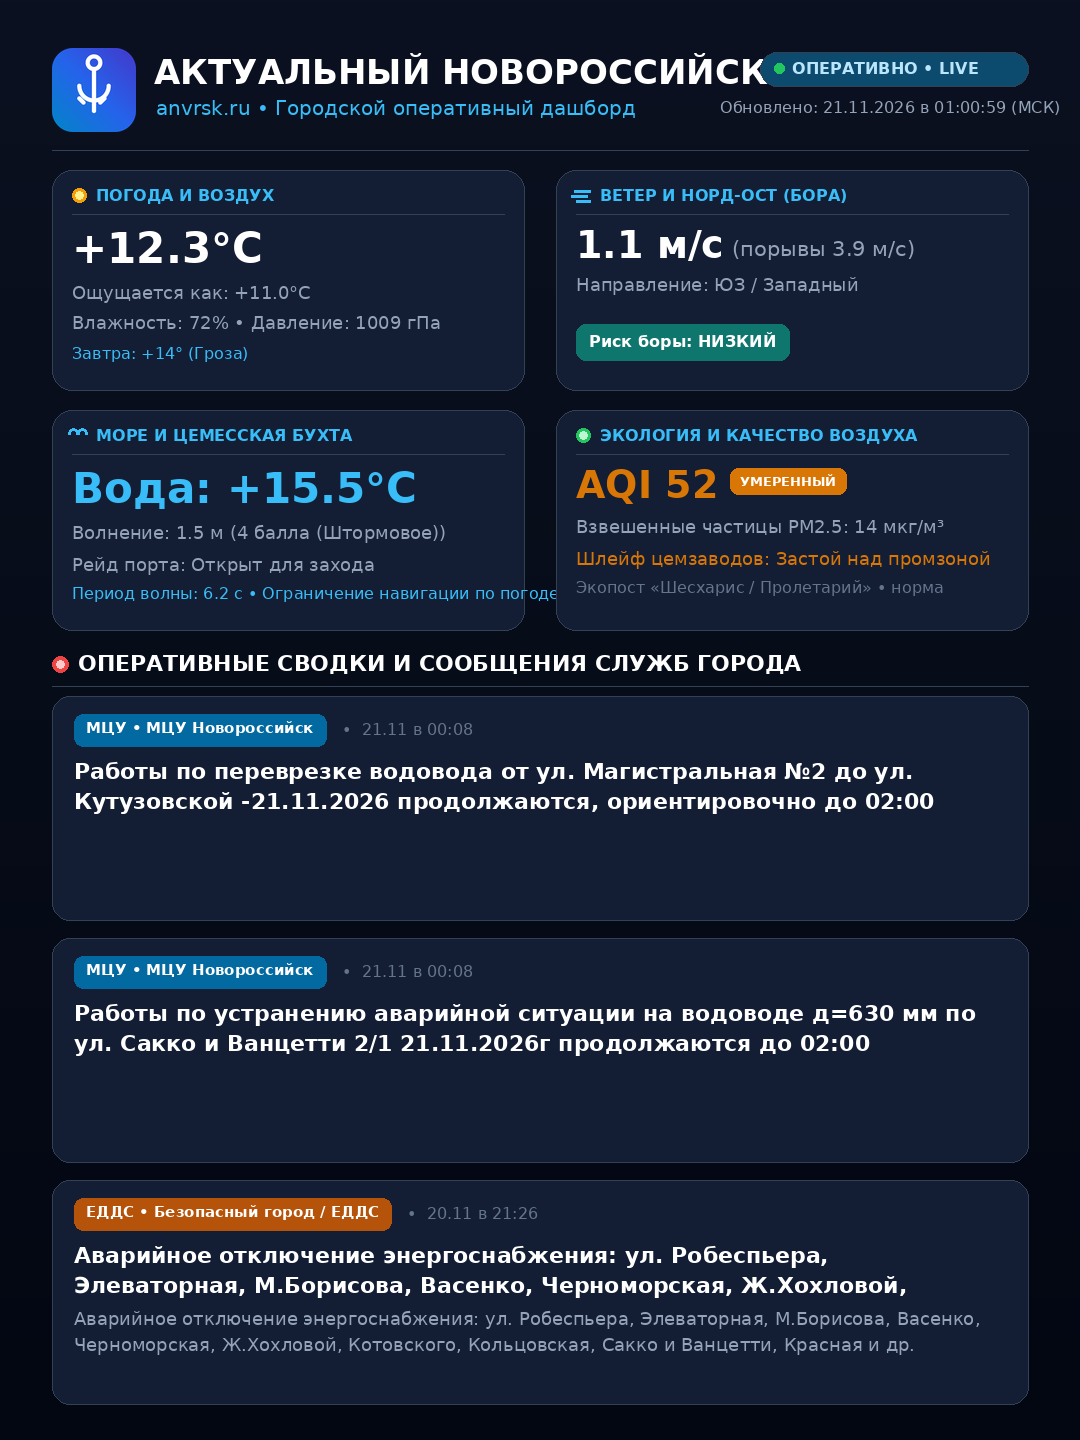 АКТУАЛЬНЫЙ НОВОРОССИЙСК
ОПЕРАТИВНО • LIVE
anvrsk.ru • Городской оперативный дашборд
Обновлено: 21.11.2026 в 01:00:59 (МСК)
ПОГОДА И ВОЗДУХ
+12.3°C
Ощущается как: +11.0°C
Влажность: 72% • Давление: 1009 гПа
Завтра: +14° (Гроза)
ВЕТЕР И НОРД-ОСТ (БОРА)
1.1 м/с (порывы 3.9 м/с)
Направление: ЮЗ / Западный
Риск боры: НИЗКИЙ
МОРЕ И ЦЕМЕССКАЯ БУХТА
Вода: +15.5°C
Волнение: 1.5 м (4 балла (Штормовое))
Рейд порта: Открыт для захода
Период волны: 6.2 с • Ограничение навигации по погоде
ЭКОЛОГИЯ И КАЧЕСТВО ВОЗДУХА
AQI 52 УМЕРЕННЫЙ
Взвешенные частицы PM2.5: 14 мкг/м³
Шлейф цемзаводов: Застой над промзоной
Экопост «Шесхарис / Пролетарий» • норма
ОПЕРАТИВНЫЕ СВОДКИ И СООБЩЕНИЯ СЛУЖБ ГОРОДА
МЦУ • МЦУ Новороссийск • 21.11 в 00:08
Работы по переврезке водовода от ул. Магистральная №2 до ул.
Кутузовской -21.11.2026 продолжаются, ориентировочно до 02:00
МЦУ • МЦУ Новороссийск • 21.11 в 00:08
Работы по устранению аварийной ситуации на водоводе д=630 мм по
ул. Сакко и Ванцетти 2/1 21.11.2026г продолжаются до 02:00
ЕДДС • Безопасный город / ЕДДС • 20.11 в 21:26
Аварийное отключение энергоснабжения: ул. Робеспьера,
Элеваторная, М.Борисова, Васенко, Черноморская, Ж.Хохловой,
Аварийное отключение энергоснабжения: ул. Робеспьера, Элеваторная, М.Борисова, Васенко,
Черноморская, Ж.Хохловой, Котовского, Кольцовская, Сакко и Ванцетти, Красная и др.